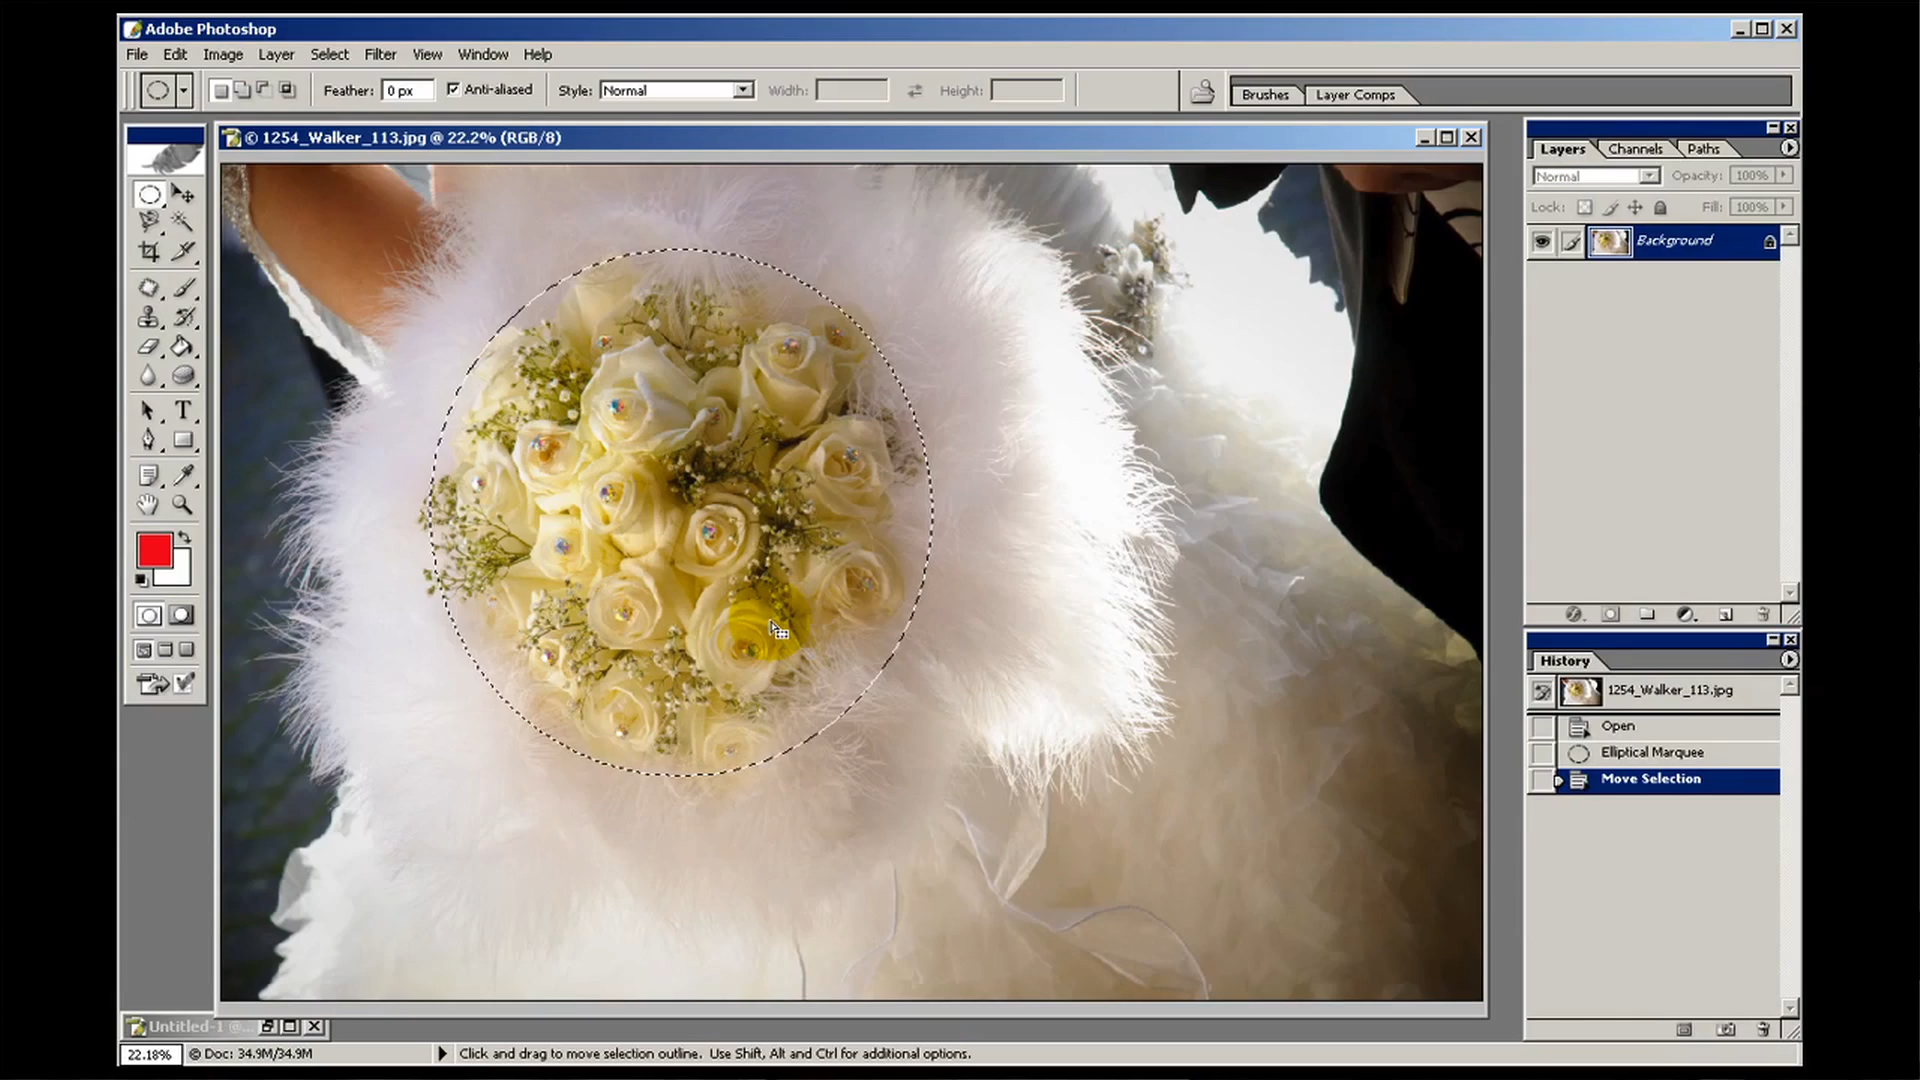 Adobe Photoshop
File Edit Image Layer Select Filter View Window Help
Feather: 0 px Anti-aliased Style: Normal Width: Height: Brushes Layer Comps
© 1254_Walker_113.jpg @ 22.2% (RGB/8)
Layers Channels Paths
Normal Opacity: 100%
Lock: Fill: 100%
Background
T
History
1254_Walker_113.jpg
Open
Elliptical Marquee
Move Selection
Untitled-1 @...
22.18% © Doc: 34.9M/34.9M Click and drag to move selection outline. Use Shift, Alt and Ctrl for additional options.